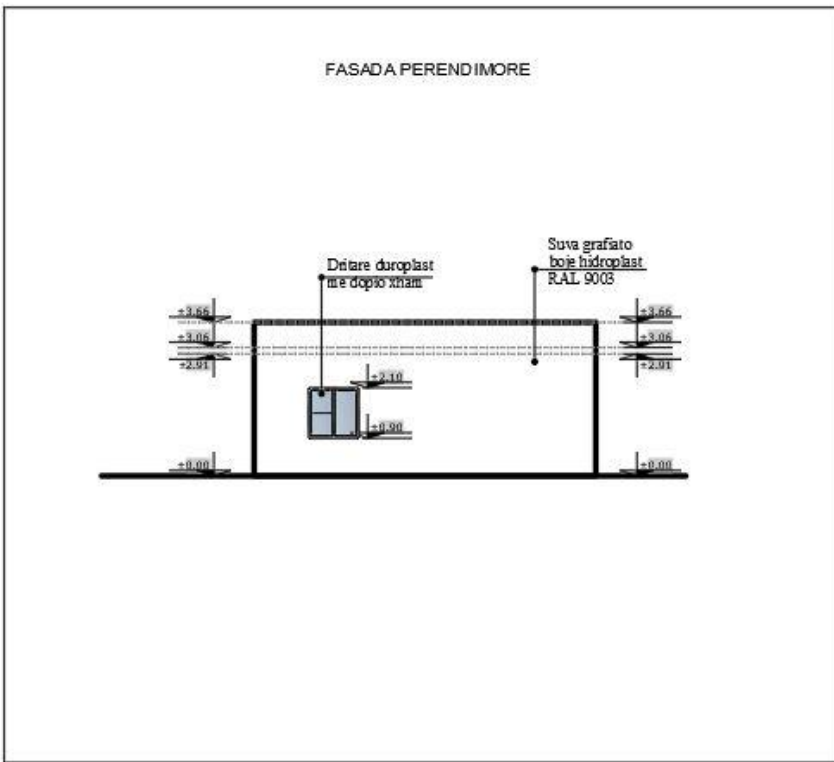 FASADA PERENDIMORE
Dritare duroplast
me dopio xham
Suva grafiato
boje hidroplast
RAL 9003
±3.66
±3.66
±3.06
±3.06
±2.91
±2.91
±2.10
±0.90
±0.00
±0.00